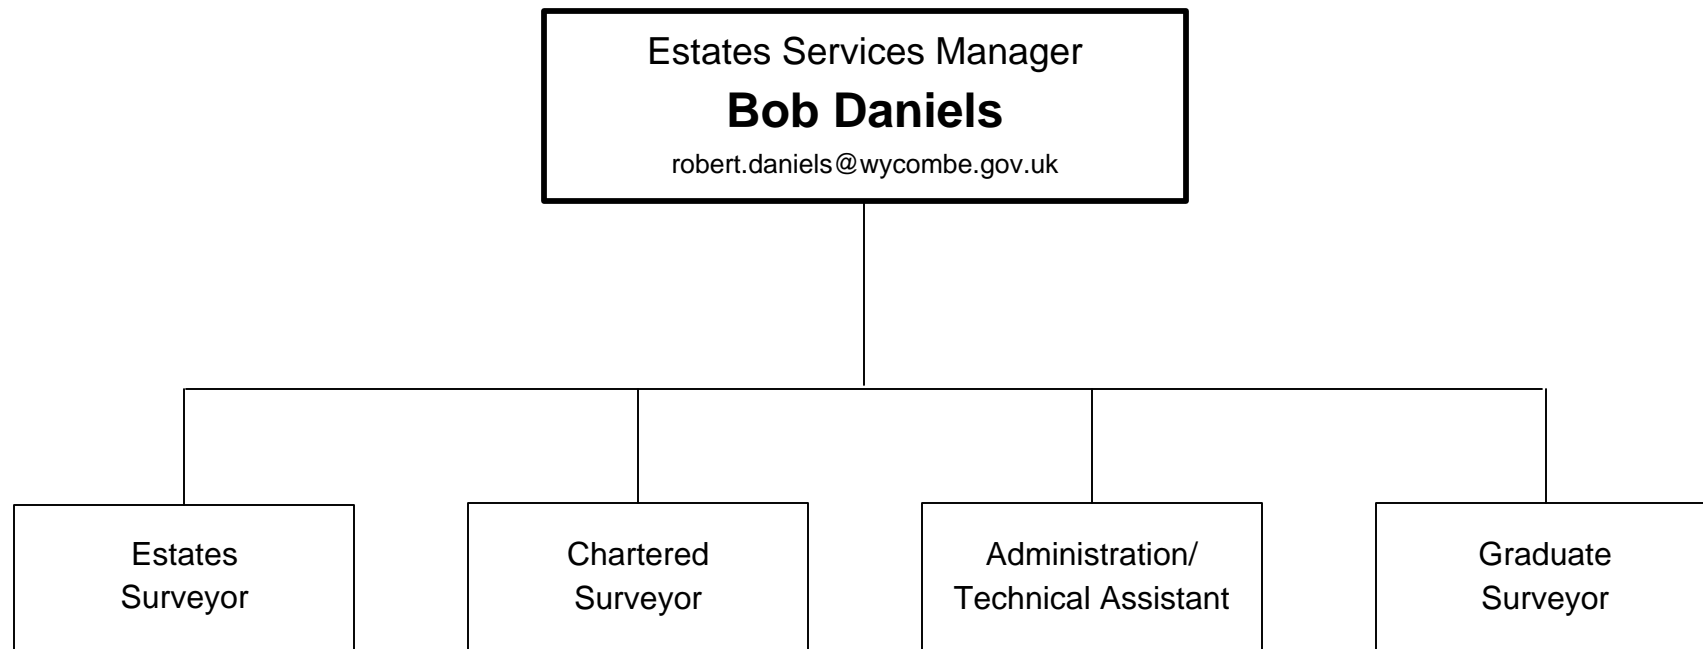 Estates Services Manager
Bob Daniels
robert.daniels@wycombe.gov.uk
Estates
Surveyor
Chartered
Surveyor
Administration/
Technical Assistant
Graduate
Surveyor